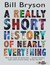 Bill Bryson
A REALLY
SHORT
HISTORY
OF NEARLY
EVERYTHING